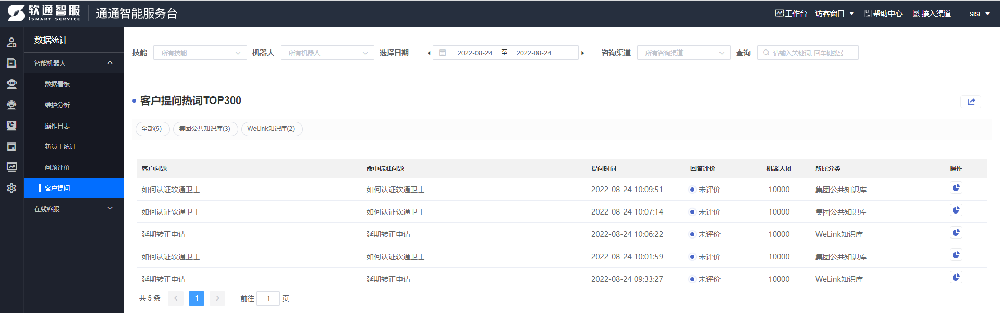 软通智服
iSMART SERVICE
通通智能服务台
工作台 访客窗口 帮助中心 接入渠道 sisi
数据统计
智能机器人
数据看板
维护分析
操作日志
新员工统计
问题评价
客户提问
在线客服
技能 所有技能 机器人 所有机器人 选择日期 2022-08-24 至 2022-08-24 咨询渠道 所有咨询渠道 查询 请输入关键词, 回车键搜索
客户提问热词TOP300
全部(5) 集团公共知识库(3) WeLink知识库(2)
客户问题 命中标准问题 提问时间 回答评价 机器人id 所属分类 操作
如何认证软通卫士 如何认证软通卫士 2022-08-24 10:09:51 未评价 10000 集团公共知识库
如何认证软通卫士 如何认证软通卫士 2022-08-24 10:07:14 未评价 10000 集团公共知识库
延期转正申请 延期转正申请 2022-08-24 10:06:22 未评价 10000 WeLink知识库
如何认证软通卫士 如何认证软通卫士 2022-08-24 10:01:59 未评价 10000 集团公共知识库
延期转正申请 延期转正申请 2022-08-24 09:33:27 未评价 10000 WeLink知识库
共 5 条 1 前往 1 页